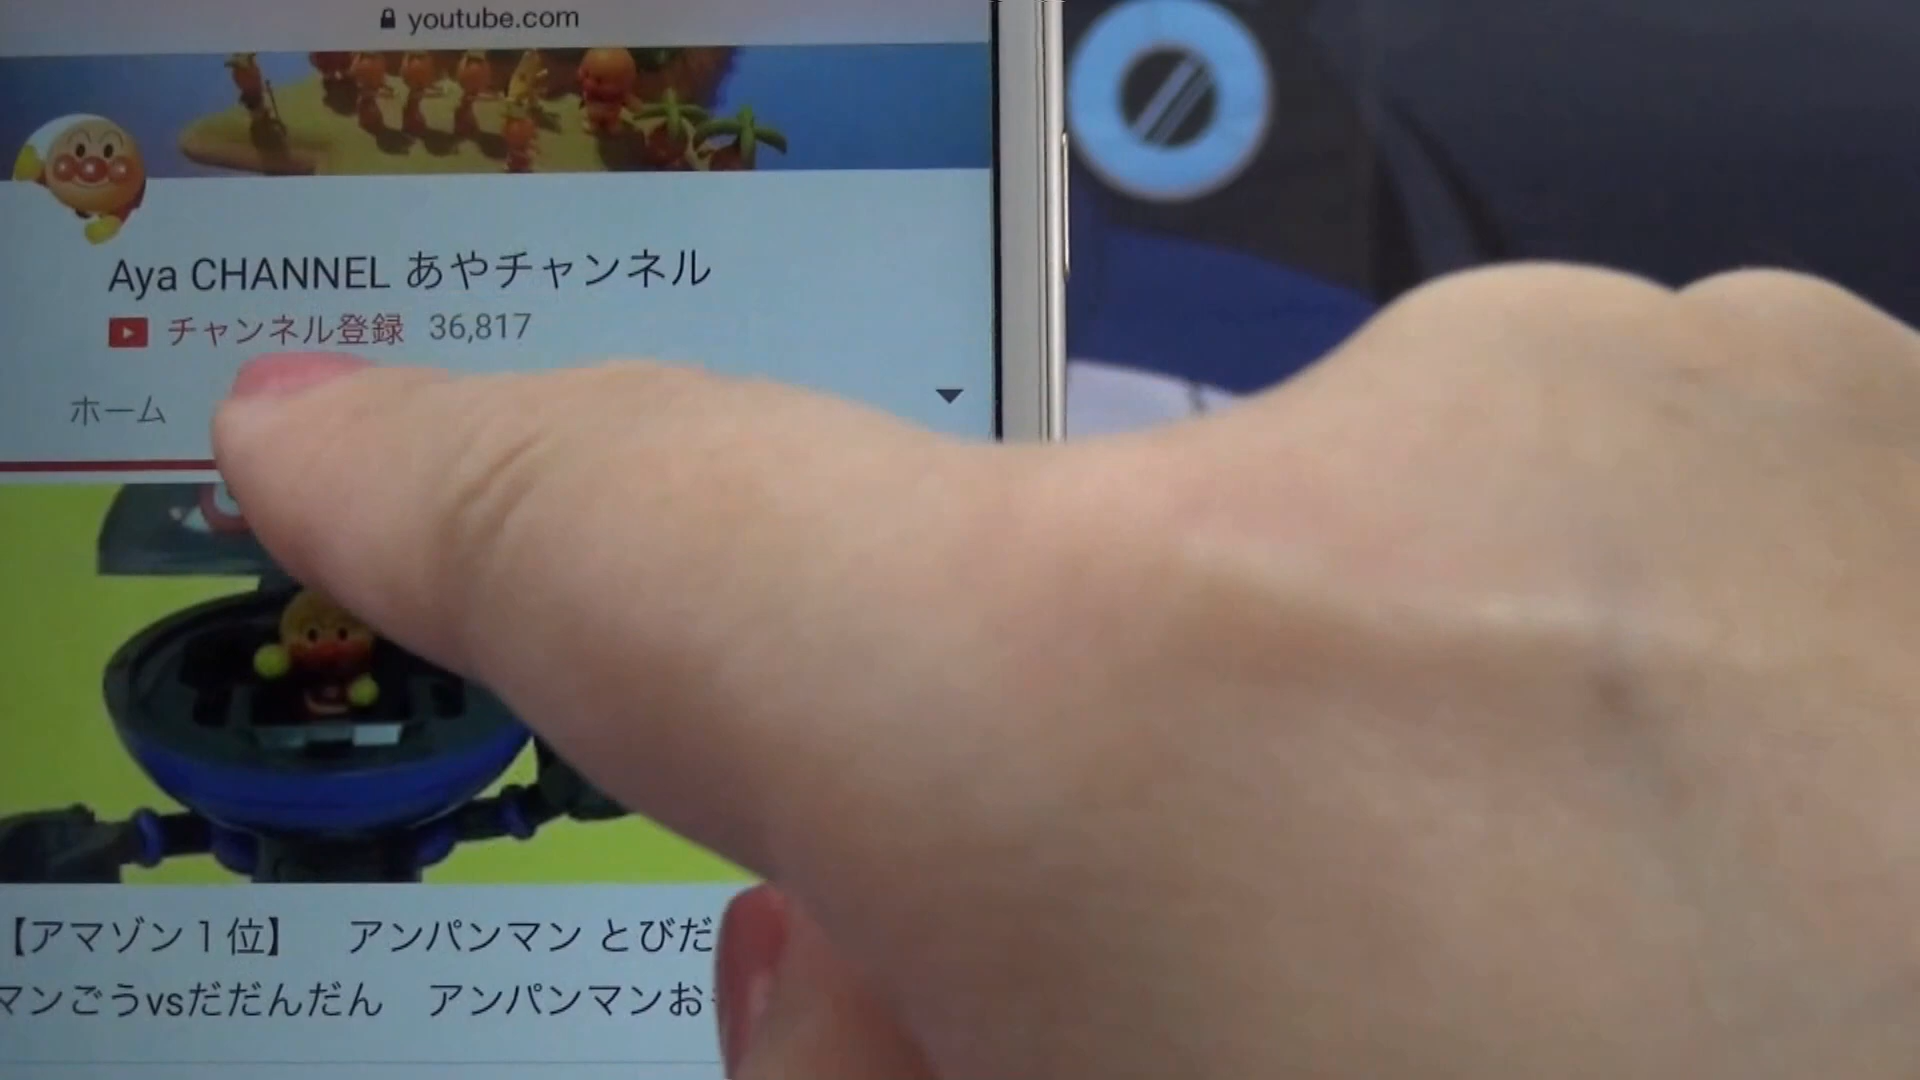 youtube.com
Aya CHANNEL あやチャンネル
チャンネル登録 36,817
ホーム
【アマゾン１位】 アンパンマン とびだ
マンごうvsだだんだん アンパンマンお